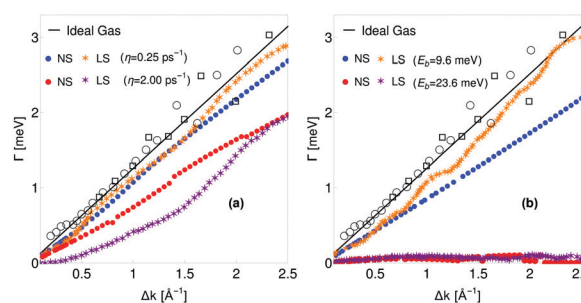 Ideal Gas
NS LS (η=0.25 ps⁻¹)
NS LS (η=2.00 ps⁻¹)
Γ [meV]
3
2
1
0
(a)
0.5 1 1.5 2 2.5
Δk [Å⁻¹]
Ideal Gas
NS LS (E_b=9.6 meV)
NS LS (E_b=23.6 meV)
Γ [meV]
3
2
1
0
(b)
0.5 1 1.5 2 2.5
Δk [Å⁻¹]